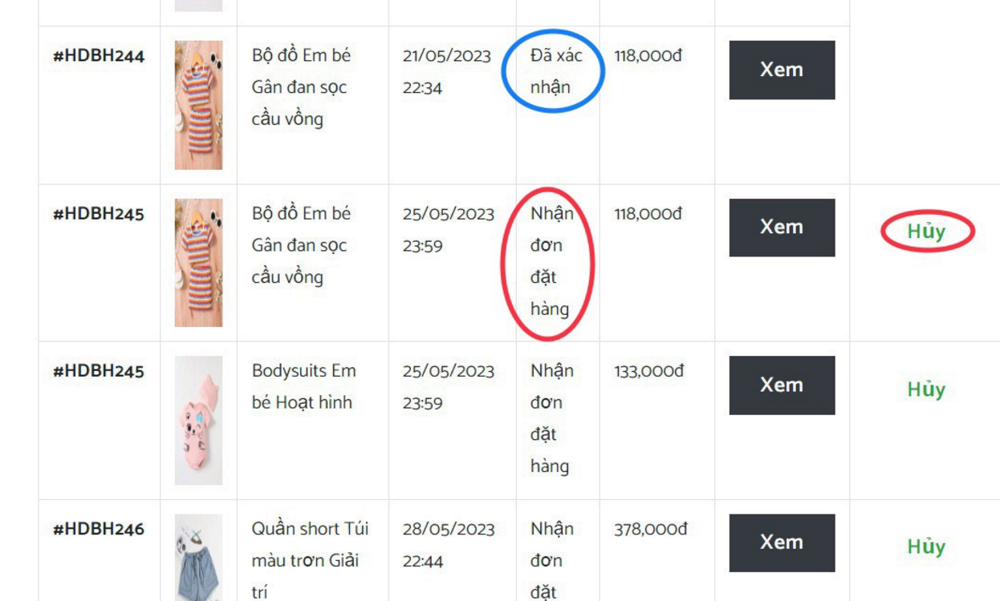 #HDBH244
Bộ đồ Em bé
Gân đan sọc
cầu vồng
21/05/2023
22:34
Đã xác
nhận
118,000đ
Xem
#HDBH245
Bộ đồ Em bé
Gân đan sọc
cầu vồng
25/05/2023
23:59
Nhận
đơn
đặt
hàng
118,000đ
Xem
Hủy
#HDBH245
Bodysuits Em
bé Hoạt hình
25/05/2023
23:59
Nhận
đơn
đặt
hàng
133,000đ
Xem
Hủy
#HDBH246
Quần short Túi
màu trơn Giải
trí
28/05/2023
22:44
Nhận
đơn
đặt
378,000đ
Xem
Hủy